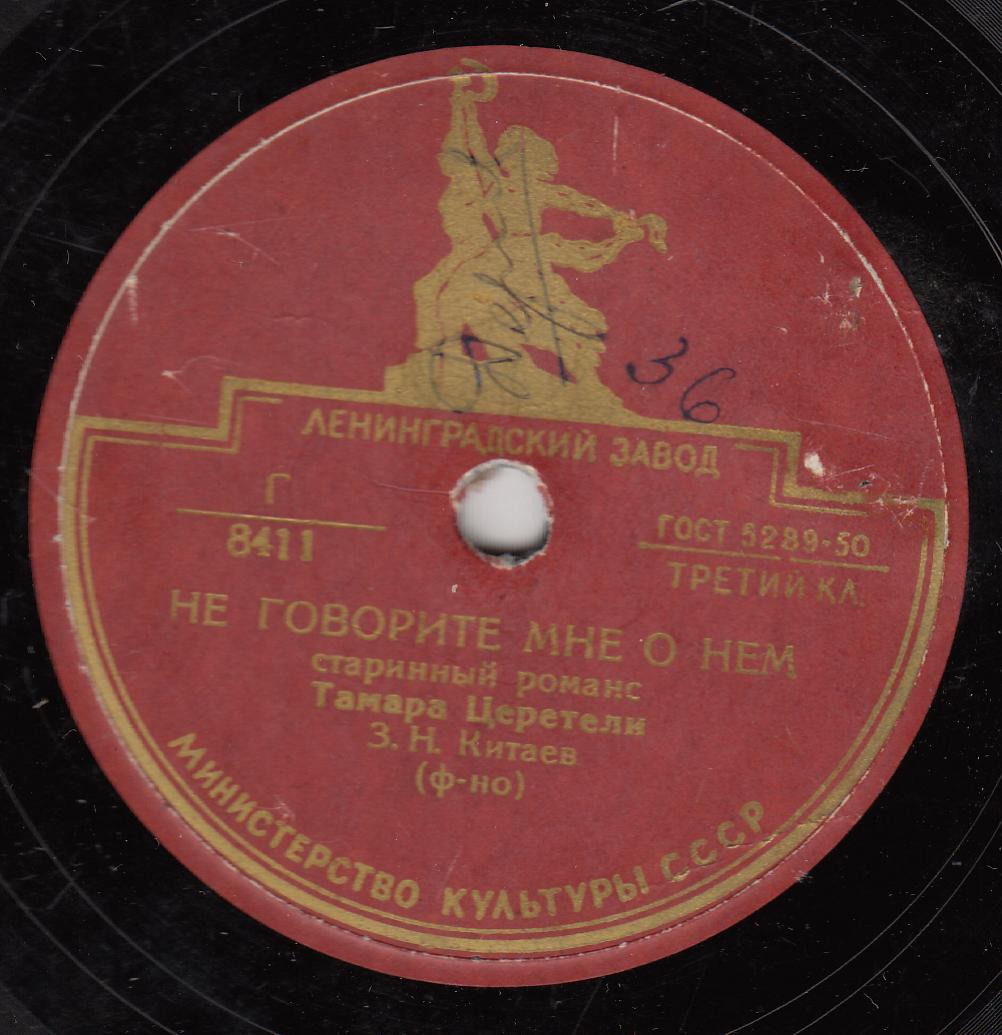 36
ЛЕНИНГРАДСКИЙ ЗАВОД
Г
8411
ГОСТ 5289-50
ТРЕТИЙ КЛ.
НЕ ГОВОРИТЕ МНЕ О НЕМ
старинный романс
Тамара Церетели
З. Н. Китаев
(ф-но)
МИНИСТЕРСТВО КУЛЬТУРЫ СССР